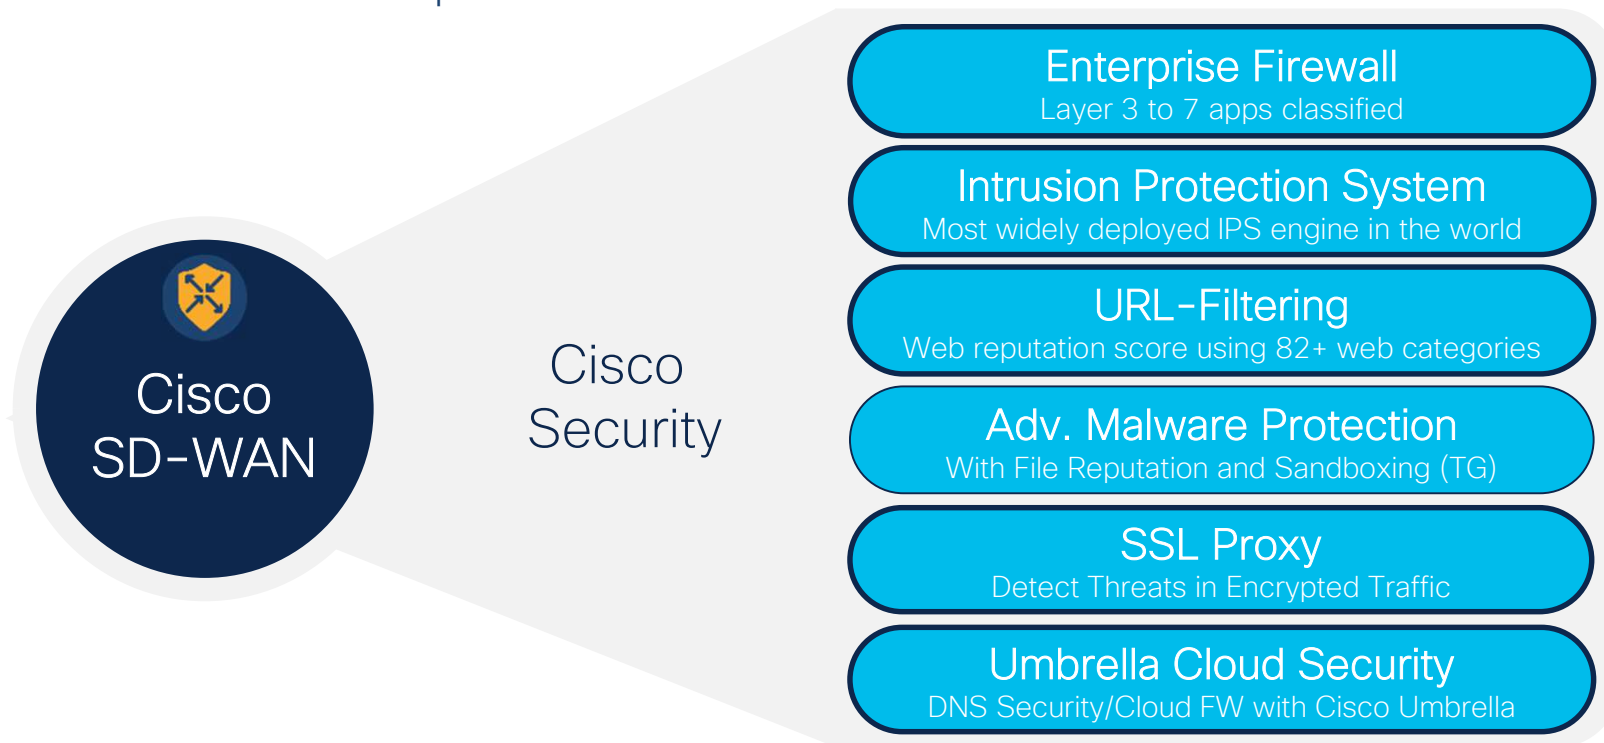 Cisco
SD-WAN
Cisco
Security
Enterprise Firewall
Layer 3 to 7 apps classified
Intrusion Protection System
Most widely deployed IPS engine in the world
URL-Filtering
Web reputation score using 82+ web categories
Adv. Malware Protection
With File Reputation and Sandboxing (TG)
SSL Proxy
Detect Threats in Encrypted Traffic
Umbrella Cloud Security
DNS Security/Cloud FW with Cisco Umbrella